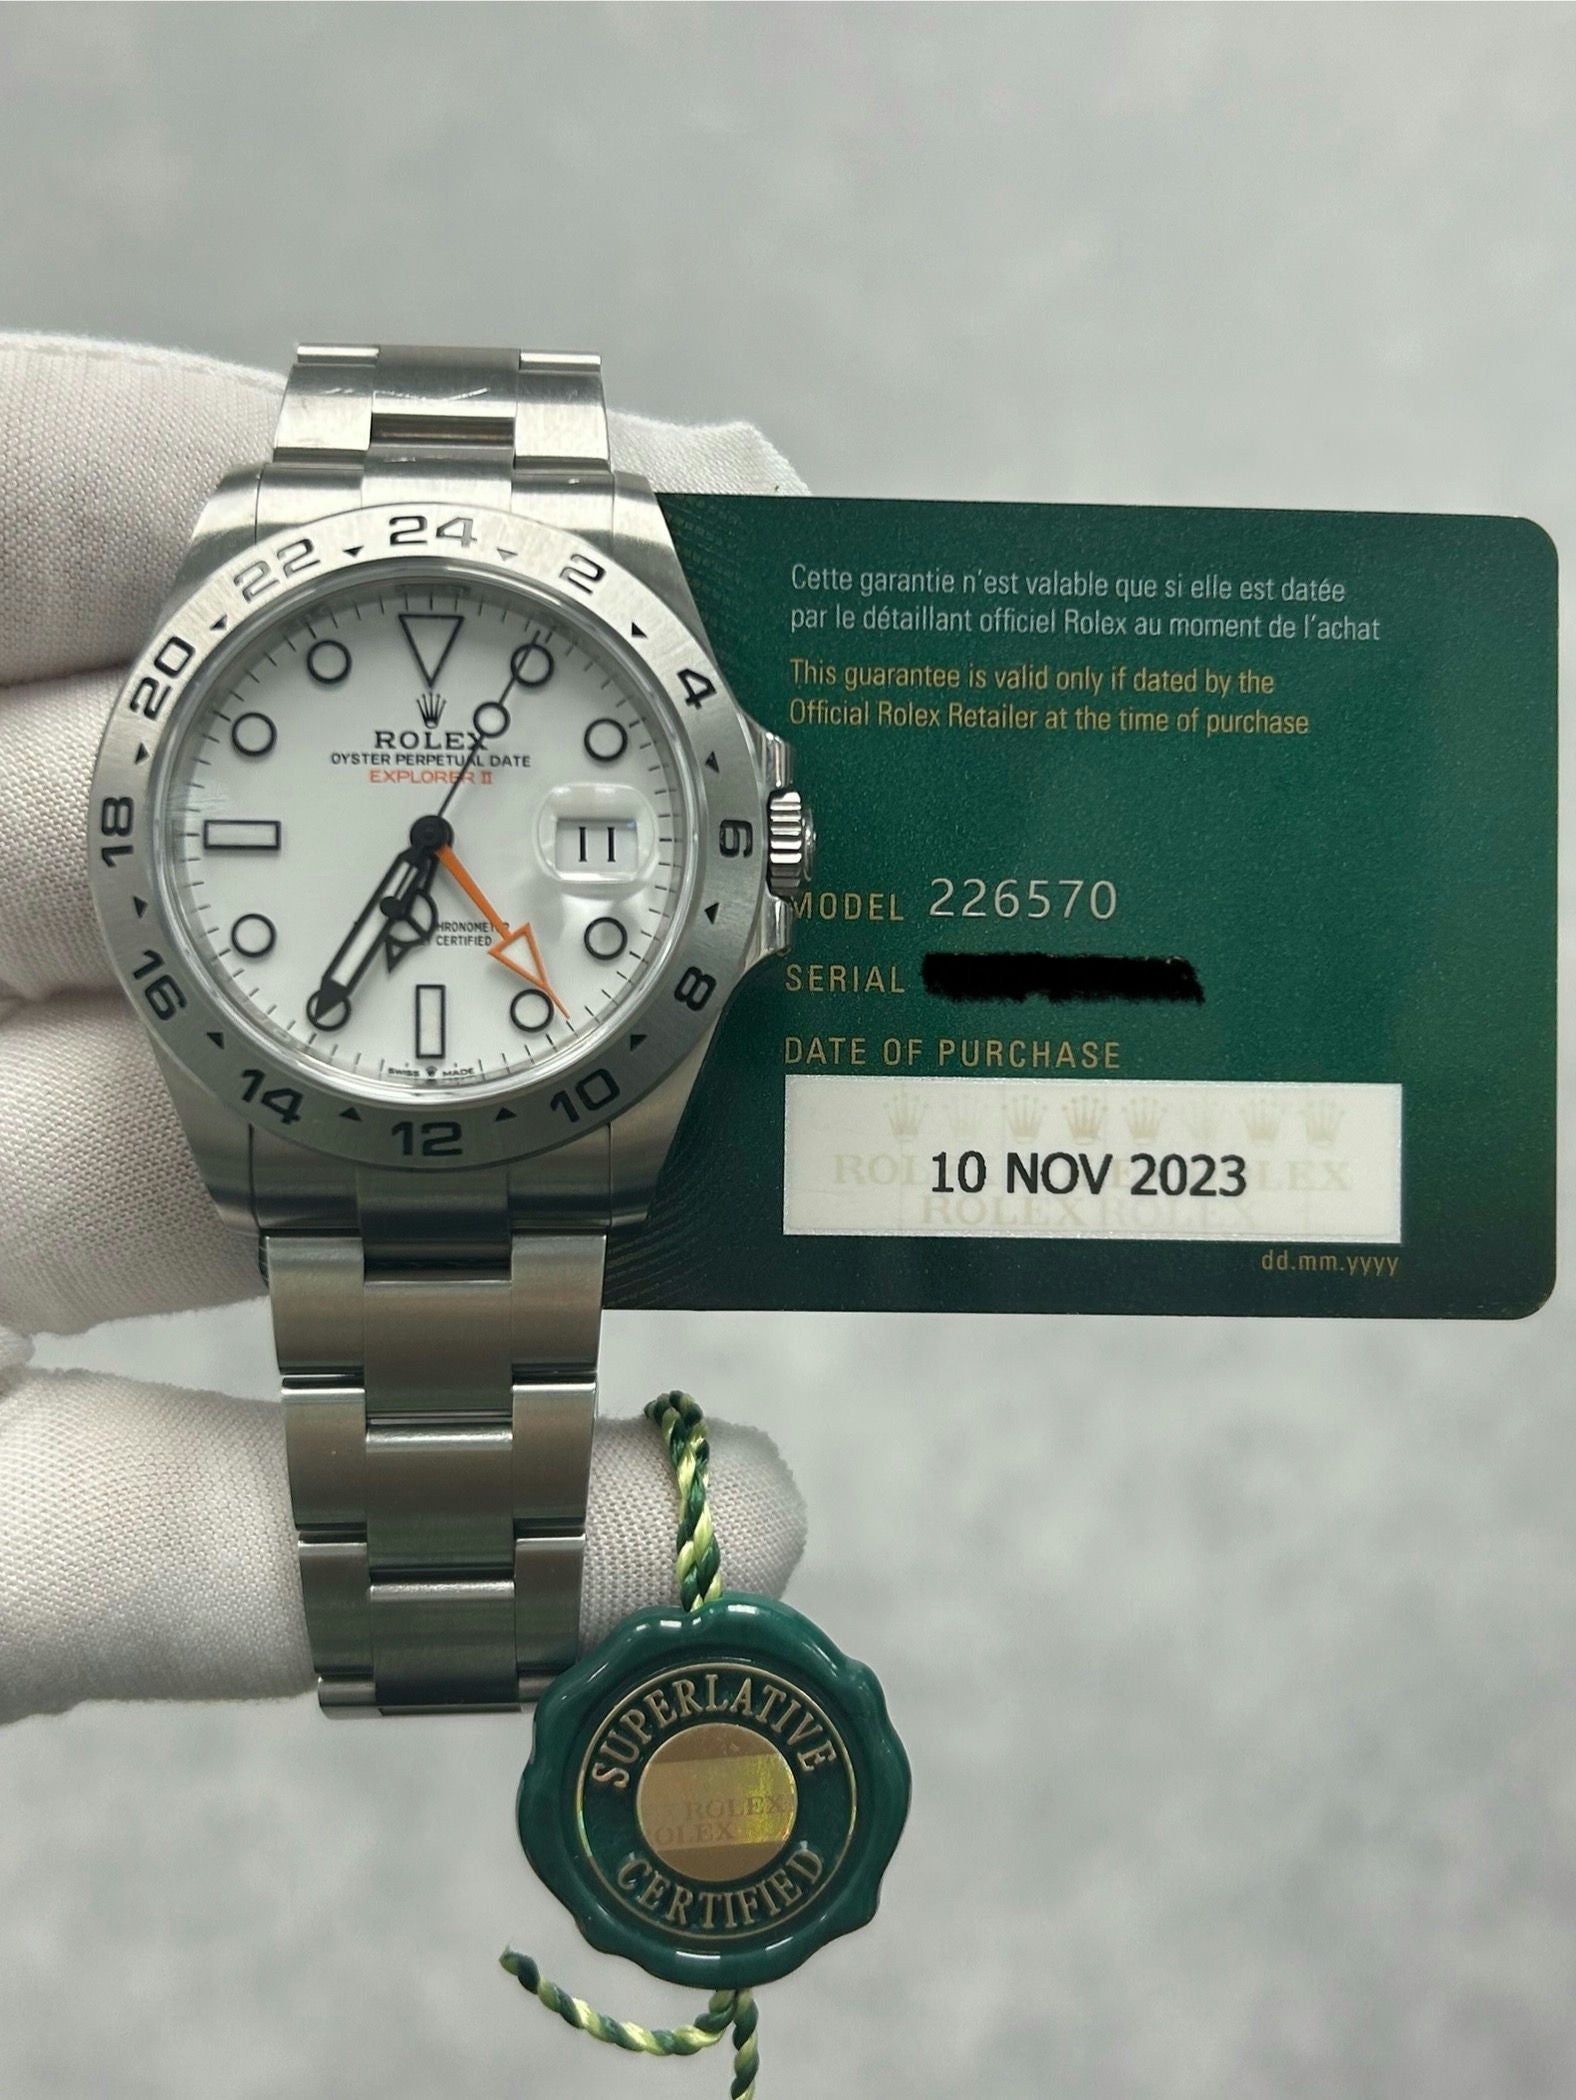 24
2
4
6
8
10
12
14
16
18
20
22
ROLEX
OYSTER PERPETUAL DATE
EXPLORER II
11
CERTIFIED
SWISS MADE
Cette garantie n'est valable que si elle est datée
par le détaillant officiel Rolex au moment de l'achat
This guarantee is valid only if dated by the
Official Rolex Retailer at the time of purchase
MODEL 226570
SERIAL
DATE OF PURCHASE
10 NOV 2023
dd.mm.yyyy
SUPERLATIVE
ROLEX
CERTIFIED